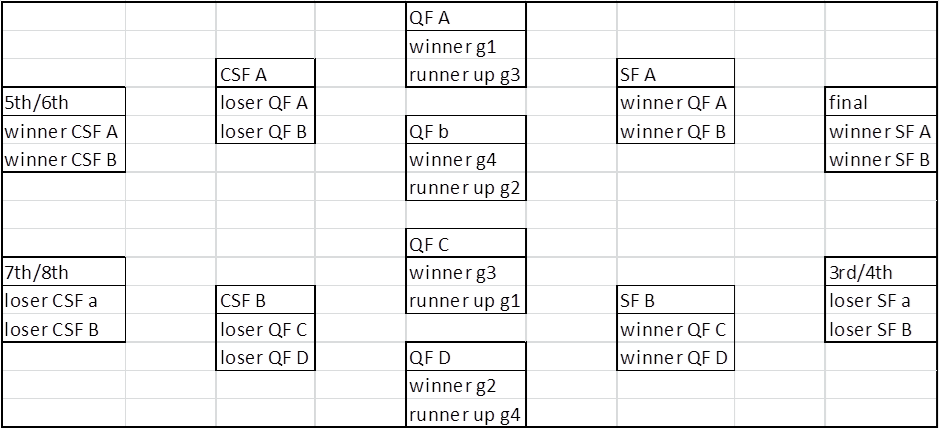 QF A
winner g1
runner up g3
CSF A
loser QF A
loser QF B
SF A
winner QF A
winner QF B
5th/6th
winner CSF A
winner CSF B
QF b
winner g4
runner up g2
final
winner SF A
winner SF B
QF C
winner g3
runner up g1
7th/8th
loser CSF a
loser CSF B
CSF B
loser QF C
loser QF D
SF B
winner QF C
winner QF D
3rd/4th
loser SF a
loser SF B
QF D
winner g2
runner up g4